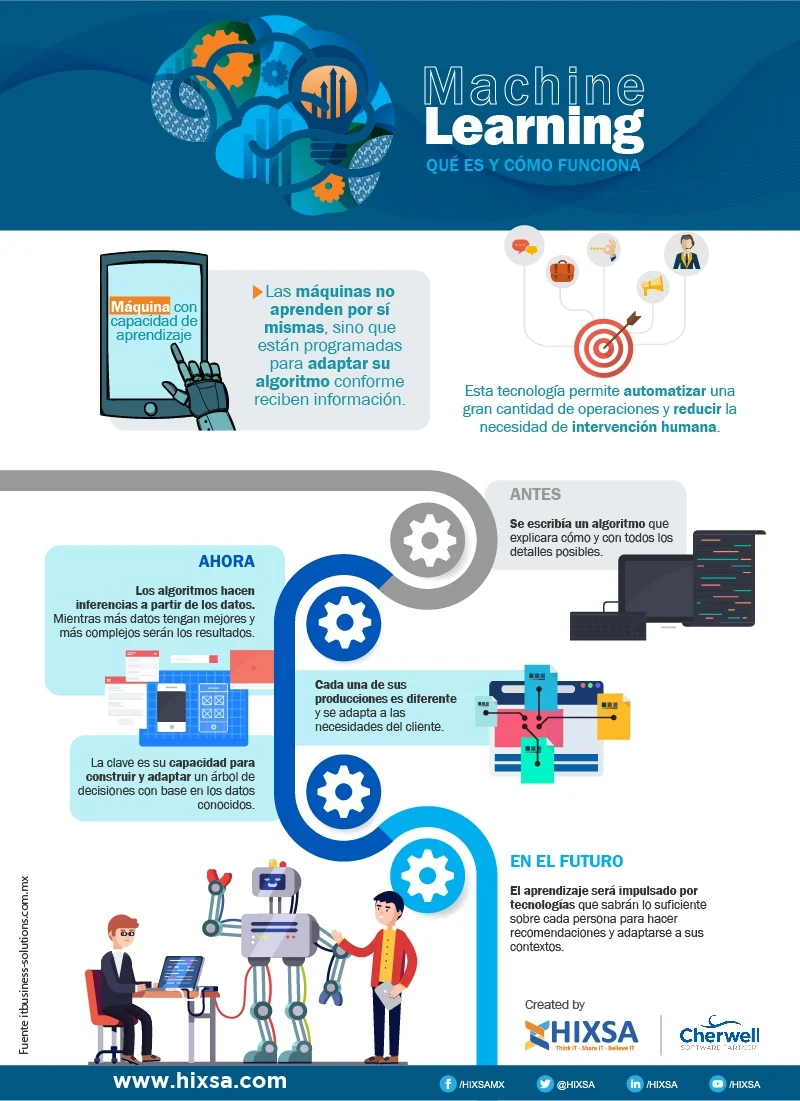 Machine
Learning
QUÉ ES Y CÓMO FUNCIONA
Máquina con
capacidad de
aprendizaje
Las máquinas no
aprenden por sí
mismas, sino que
están programadas
para adaptar su
algoritmo conforme
reciben información.
Esta tecnología permite automatizar una
gran cantidad de operaciones y reducir la
necesidad de intervención humana.
ANTES
Se escribía un algoritmo que
explicara cómo y con todos los
detalles posibles.
AHORA
Los algoritmos hacen
inferencias a partir de los datos.
Mientras más datos tengan mejores y
más complejos serán los resultados.
Cada una de sus
producciones es diferente
y se adapta a las
necesidades del cliente.
La clave es su capacidad para
construir y adaptar un árbol de
decisiones con base en los datos
conocidos.
EN EL FUTURO
El aprendizaje será impulsado por
tecnologías que sabrán lo suficiente
sobre cada persona para hacer
recomendaciones y adaptarse a sus
contextos.
Fuente itbusiness-solutions.com.mx
Created by
HIXSA
Think IT - Share IT - Believe IT
Cherwell
SOFTWARE PARTNER
www.hixsa.com
/HIXSAMX
@HIXSA
/HIXSA
/HIXSA